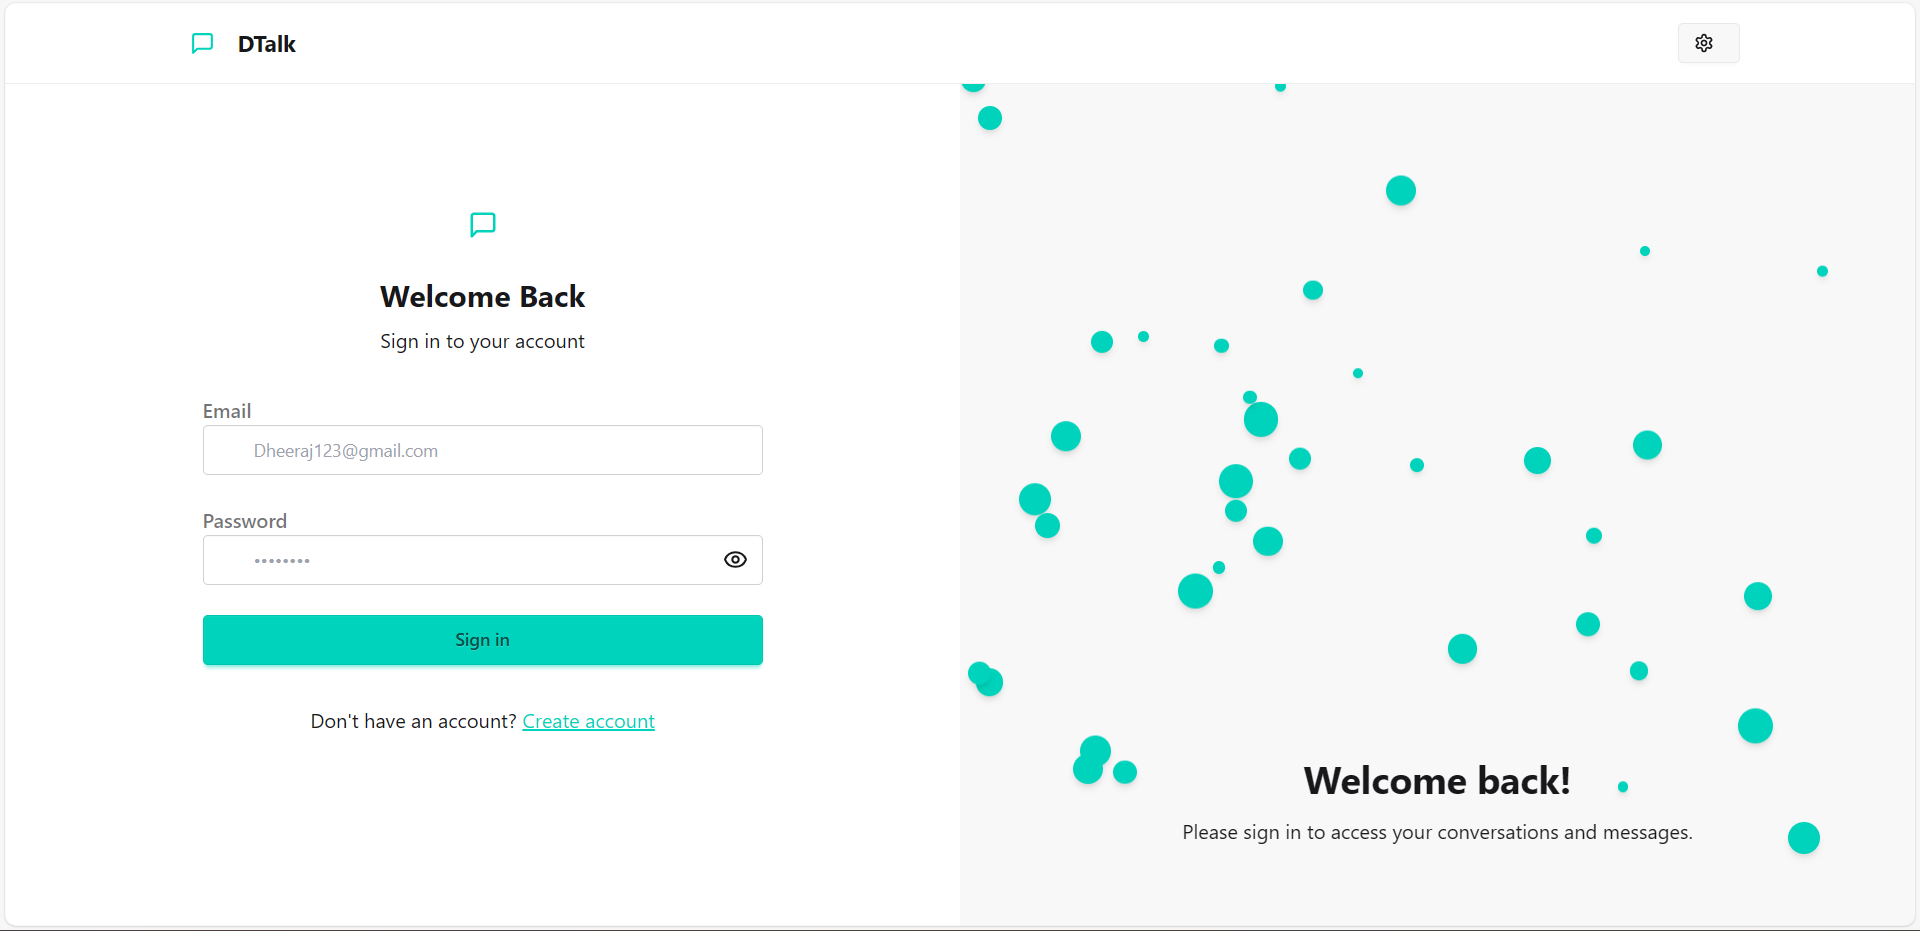 DTalk
Welcome Back
Sign in to your account
Email
Dheeraj123@gmail.com
Password
••••••••
Sign in
Don't have an account? Create account
Welcome back!
Please sign in to access your conversations and messages.